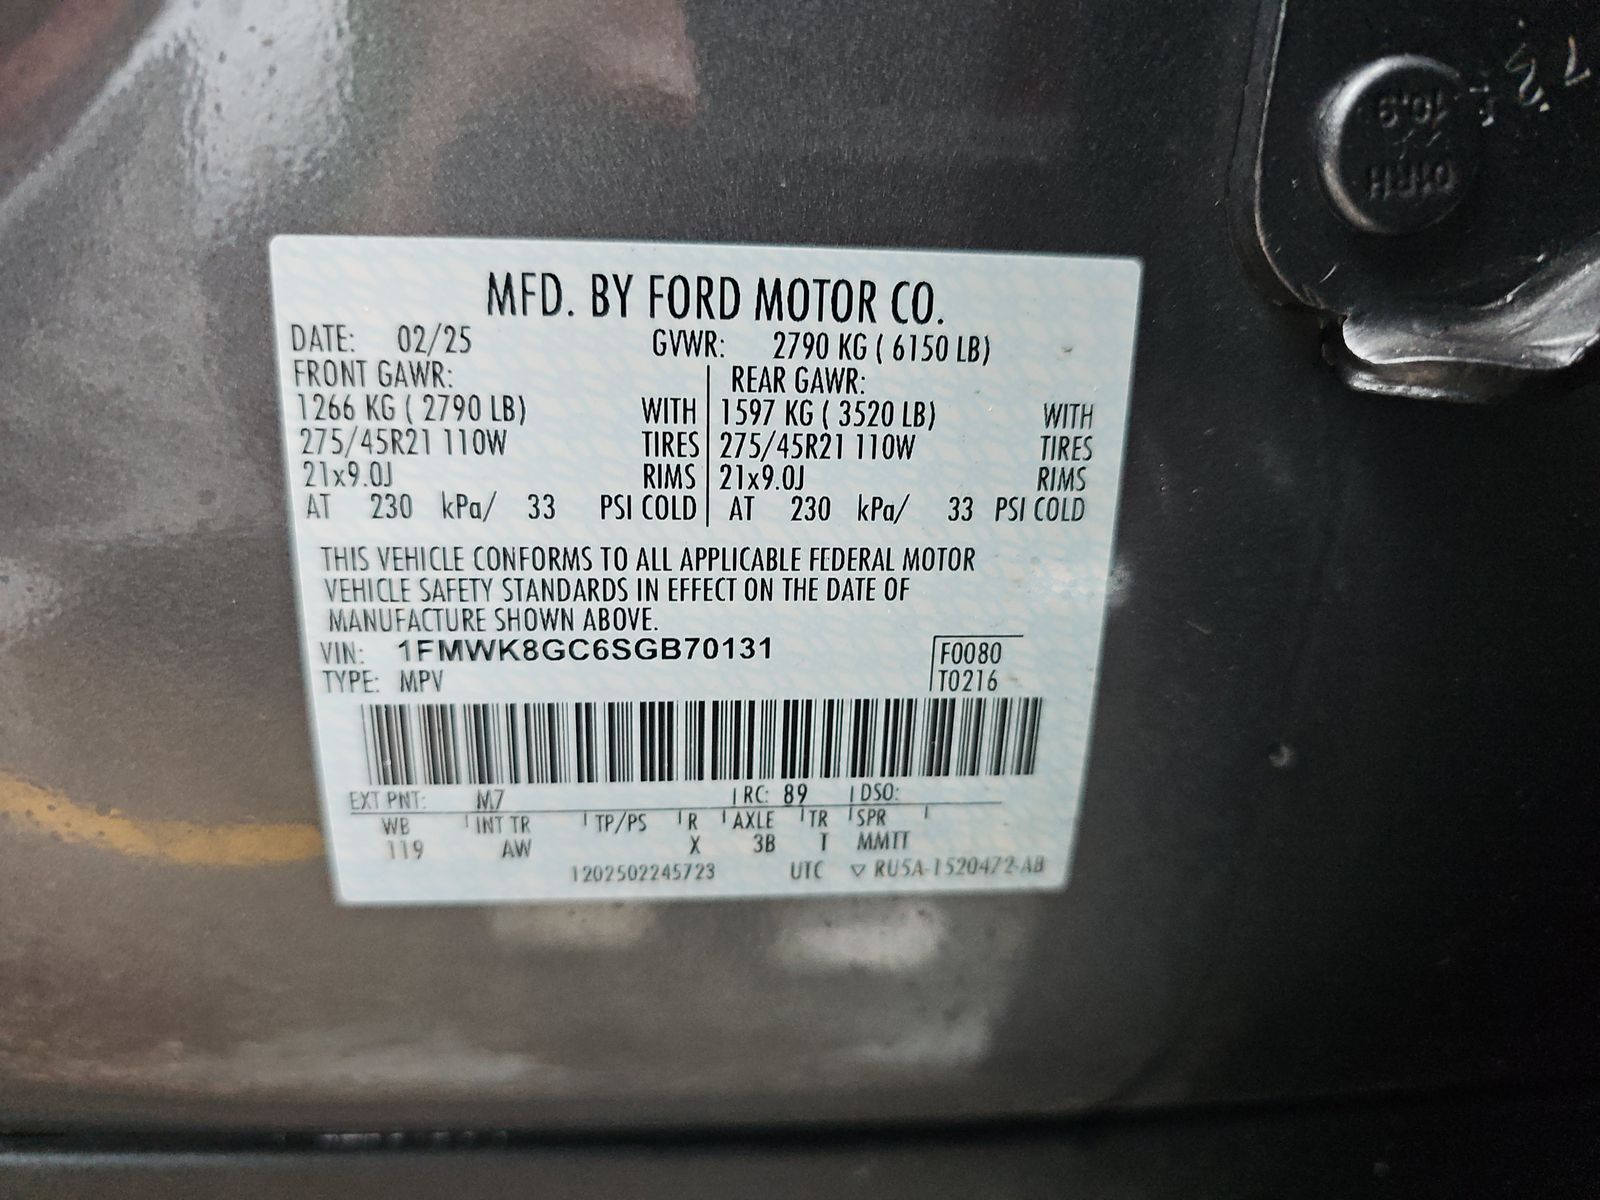 MFD. BY FORD MOTOR CO.
DATE: 02/25 GVWR: 2790 KG ( 6150 LB)
FRONT GAWR: REAR GAWR:
1266 KG ( 2790 LB) WITH 1597 KG ( 3520 LB) WITH
275/45R21 110W TIRES 275/45R21 110W TIRES
21x9.0J RIMS 21x9.0J RIMS
AT 230 kPa/ 33 PSI COLD AT 230 kPa/ 33 PSI COLD
THIS VEHICLE CONFORMS TO ALL APPLICABLE FEDERAL MOTOR
VEHICLE SAFETY STANDARDS IN EFFECT ON THE DATE OF
MANUFACTURE SHOWN ABOVE.
VIN: 1FMWK8GC6SGB70131 F0080
TYPE: MPV T0216
EXT PNT: M7 RC: 89 DSO:
WB INT TR TP/PS R AXLE TR SPR
119 AW X 3B T MMTT
1202502245723 UTC ▽ RU5A-1520472-AB
10.9